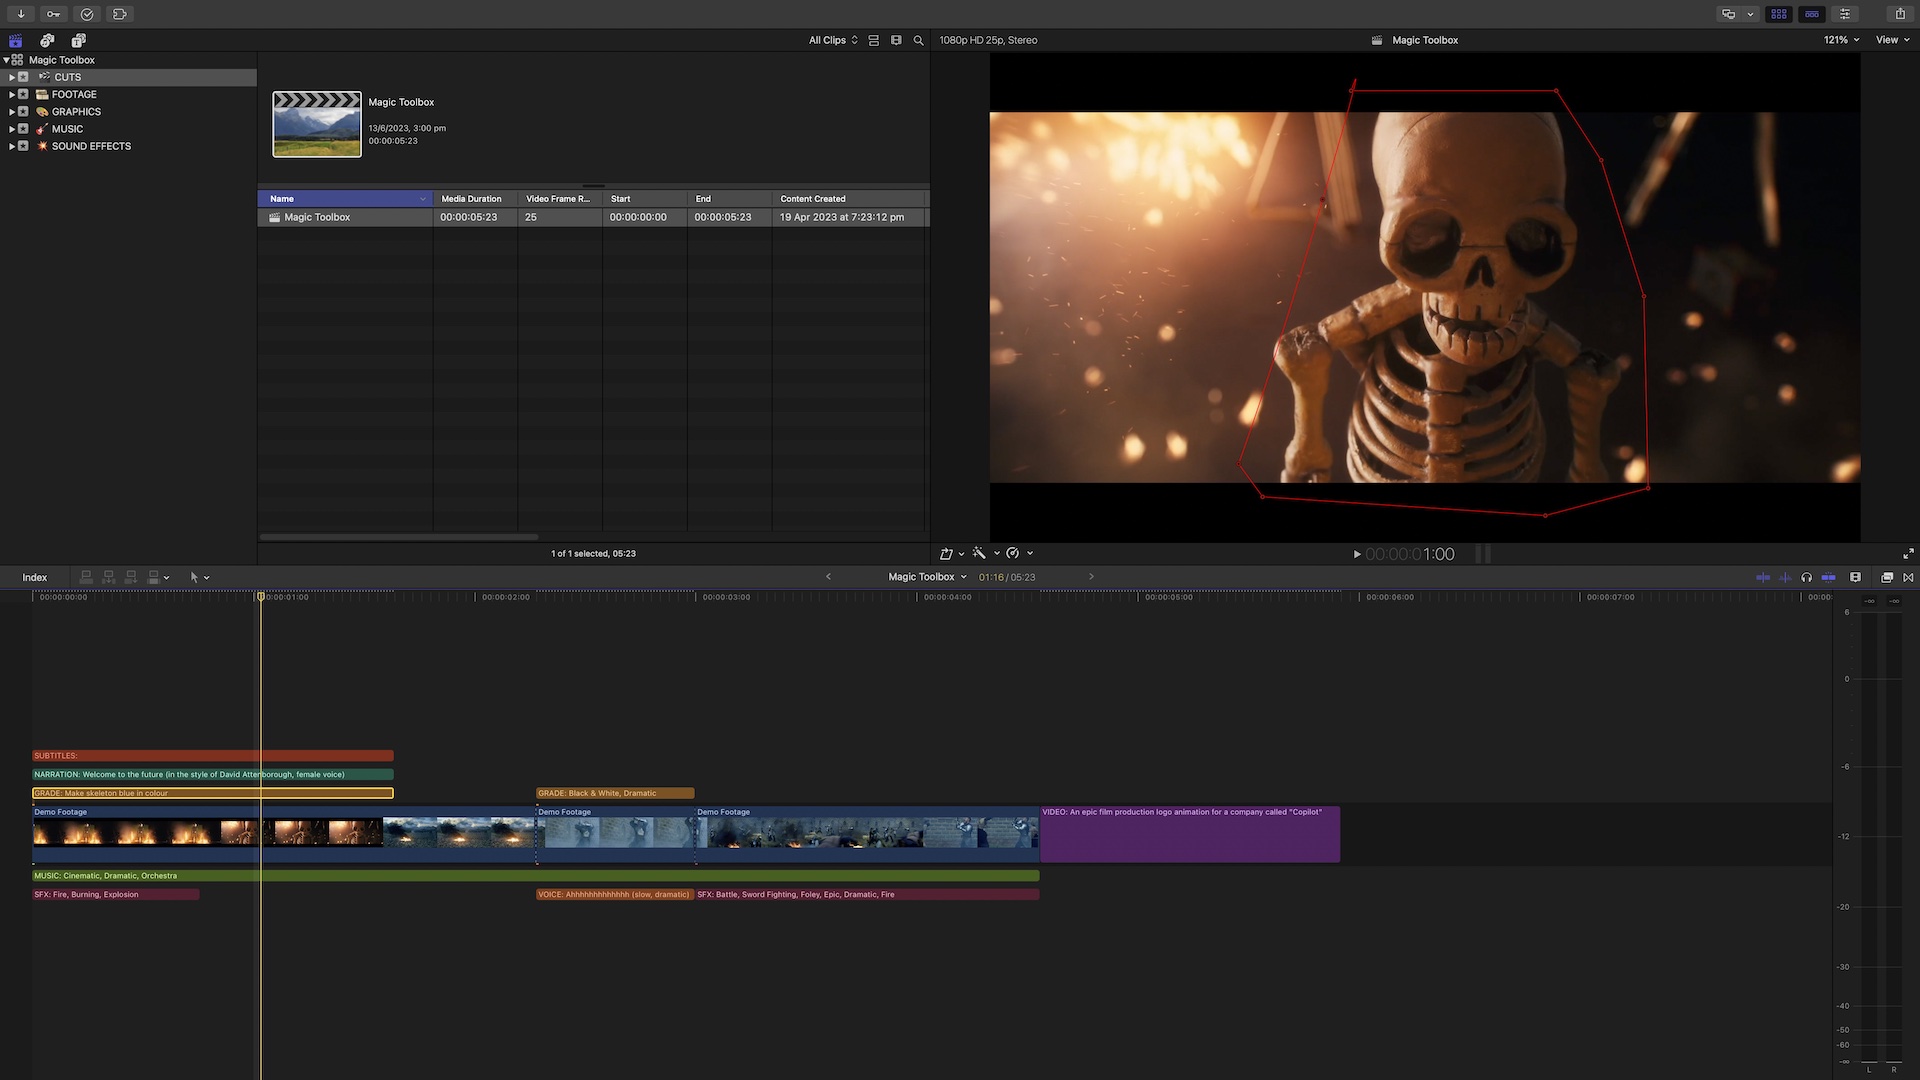 All Clips
1080p HD 25p, Stereo
Magic Toolbox
121%
View
Magic Toolbox
CUTS
FOOTAGE
GRAPHICS
MUSIC
SOUND EFFECTS
Magic Toolbox
13/6/2023, 3:00 pm
00:00:05:23
Name Media Duration Video Frame R... Start End Content Created
Magic Toolbox 00:00:05:23 25 00:00:00:00 00:00:05:23 19 Apr 2023 at 7:23:12 pm
1 of 1 selected, 05:23
00:00:01:00
Index
Magic Toolbox
01:16 / 05:23
00:00:00:00 00:00:01:00 00:00:02:00 00:00:03:00 00:00:04:00 00:00:05:00 00:00:06:00 00:00:07:00 00:00:
SUBTITLES:
NARRATION: Welcome to the future (in the style of David Attenborough, female voice)
GRADE: Make skeleton blue in colour
GRADE: Black & White, Dramatic
Demo Footage
Demo Footage
Demo Footage
VIDEO: An epic film production logo animation for a company called "Copilot"
MUSIC: Cinematic, Dramatic, Orchestra
SFX: Fire, Burning, Explosion
VOICE: Ahhhhhhhhhhhhh (slow, dramatic)
SFX: Battle, Sword Fighting, Foley, Epic, Dramatic, Fire
-∞ -∞
6
0
-6
-12
-20
-30
-40
-50
-60
-∞
L R